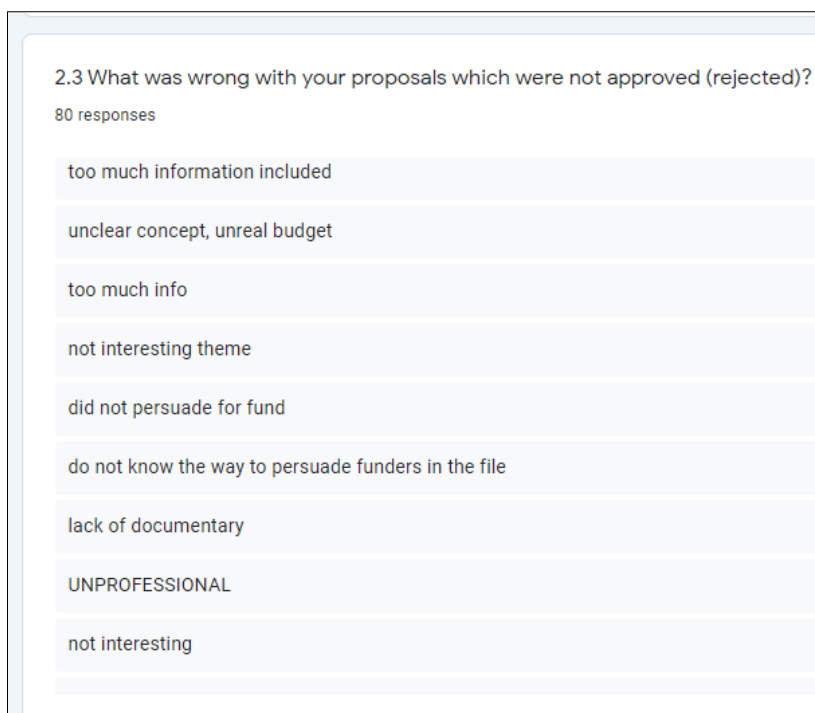 2.3 What was wrong with your proposals which were not approved (rejected)?
80 responses
too much information included
unclear concept, unreal budget
too much info
not interesting theme
did not persuade for fund
do not know the way to persuade funders in the file
lack of documentary
UNPROFESSIONAL
not interesting